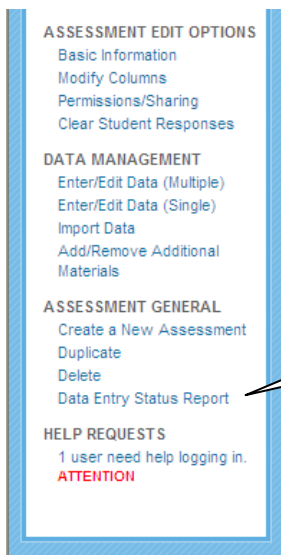 ASSESSMENT EDIT OPTIONS
Basic Information
Modify Columns
Permissions/Sharing
Clear Student Responses
DATA MANAGEMENT
Enter/Edit Data (Multiple)
Enter/Edit Data (Single)
Import Data
Add/Remove Additional
Materials
ASSESSMENT GENERAL
Create a New Assessment
Duplicate
Delete
Data Entry Status Report
HELP REQUESTS
1 user need help logging in.
ATTENTION